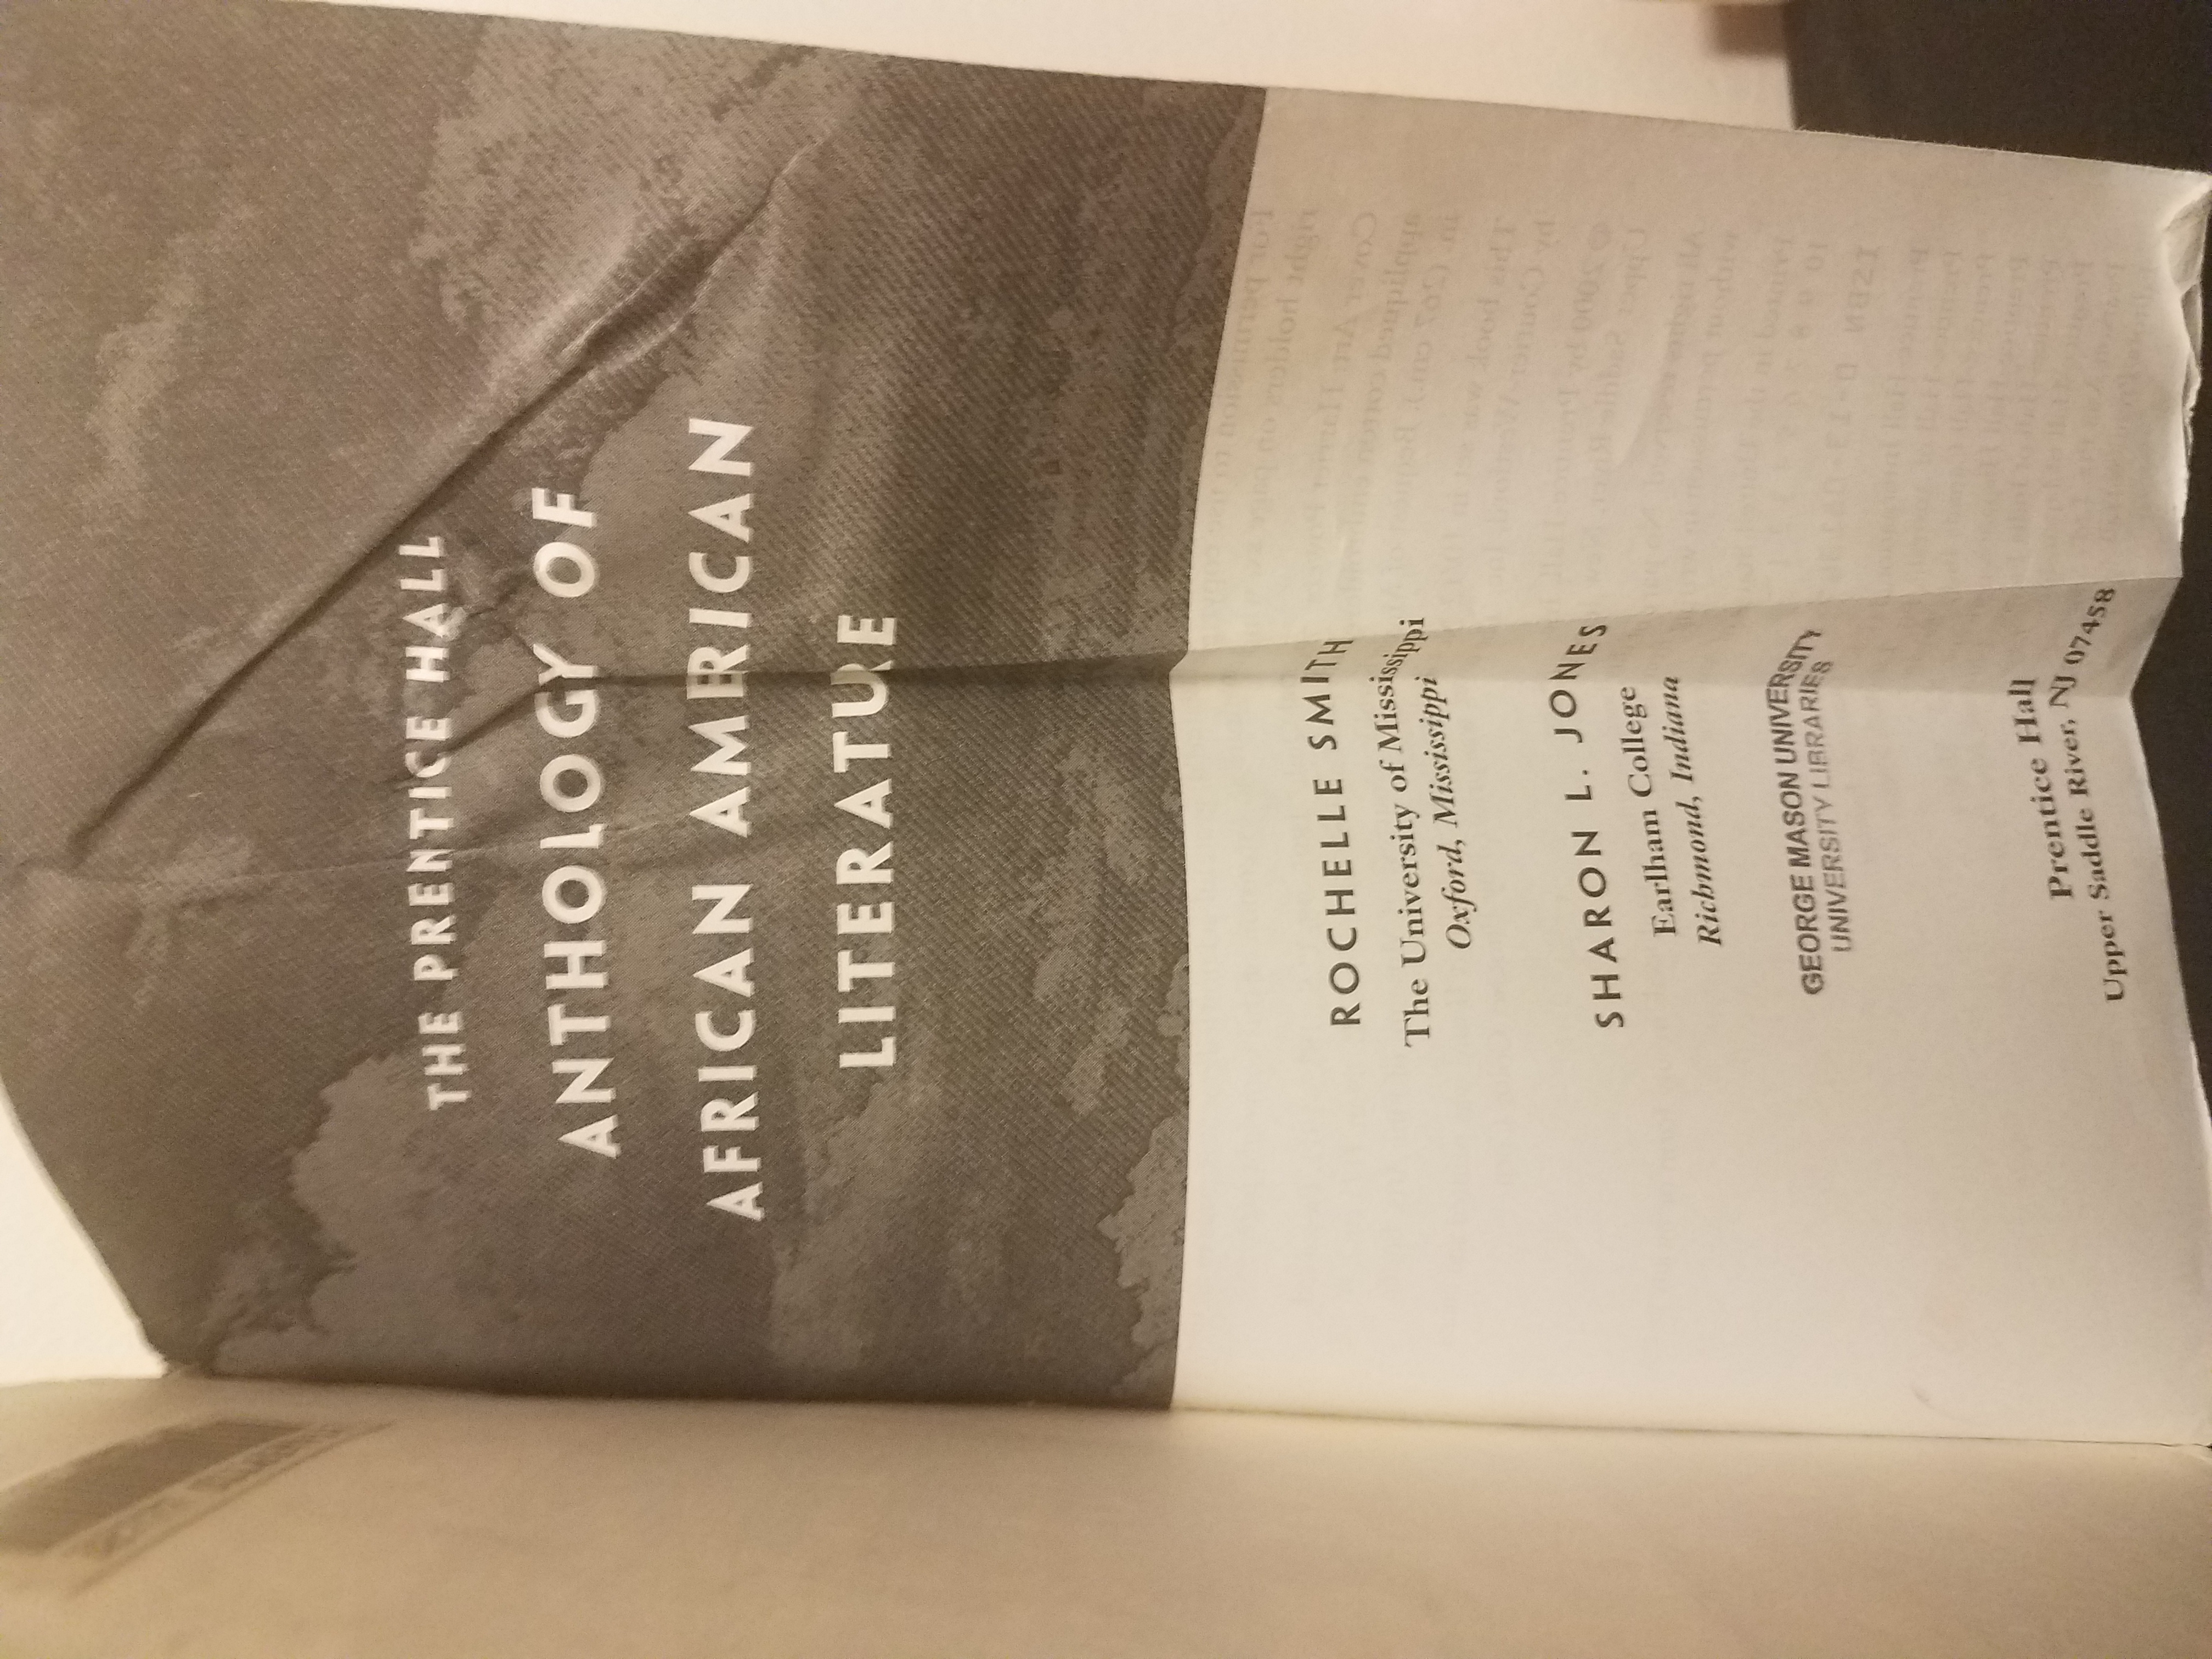 THE PRENTICE HALL
ANTHOLOGY OF
AFRICAN AMERICAN
LITERATURE
ROCHELLE SMITH
The University of Mississippi
Oxford, Mississippi
SHARON L. JONES
Earlham College
Richmond, Indiana
GEORGE MASON UNIVERSITY
UNIVERSITY LIBRARIES
Prentice Hall
Upper Saddle River, NJ 07458